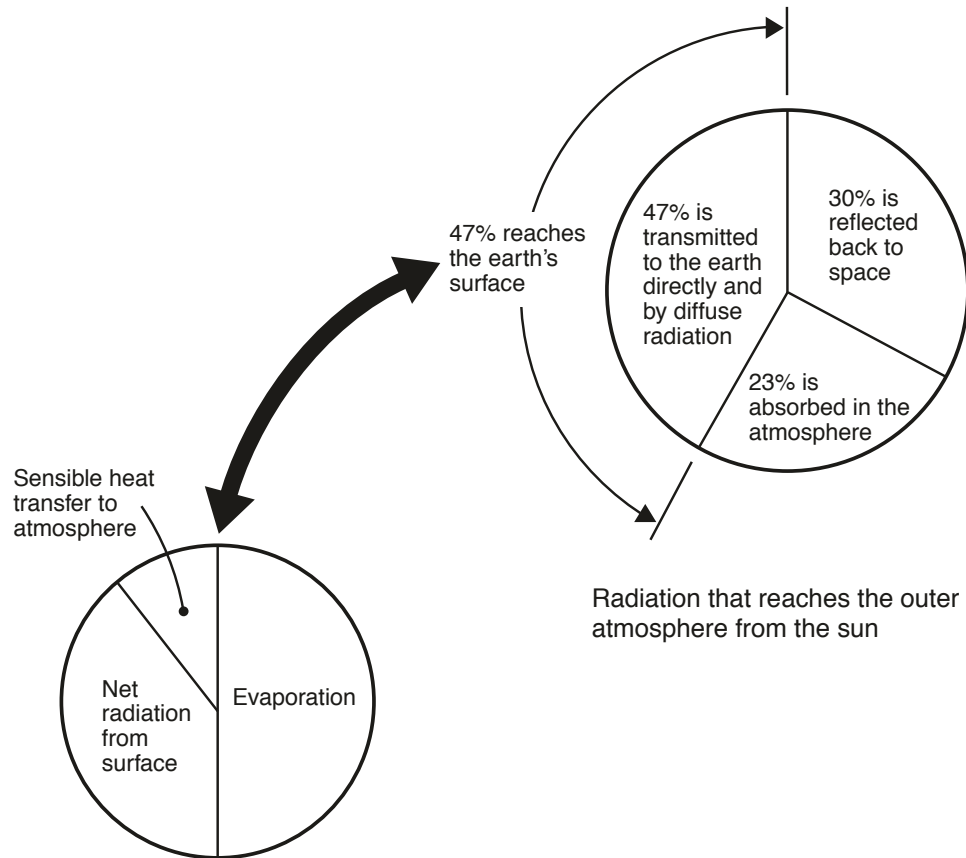 47% is
transmitted
to the earth
directly and
by diffuse
radiation
30% is
reflected
back to
space
23% is
absorbed in the
atmosphere
47% reaches
the earth’s
surface
Radiation that reaches the outer
atmosphere from the sun
Sensible heat
transfer to
atmosphere
Net
radiation
from
surface
Evaporation